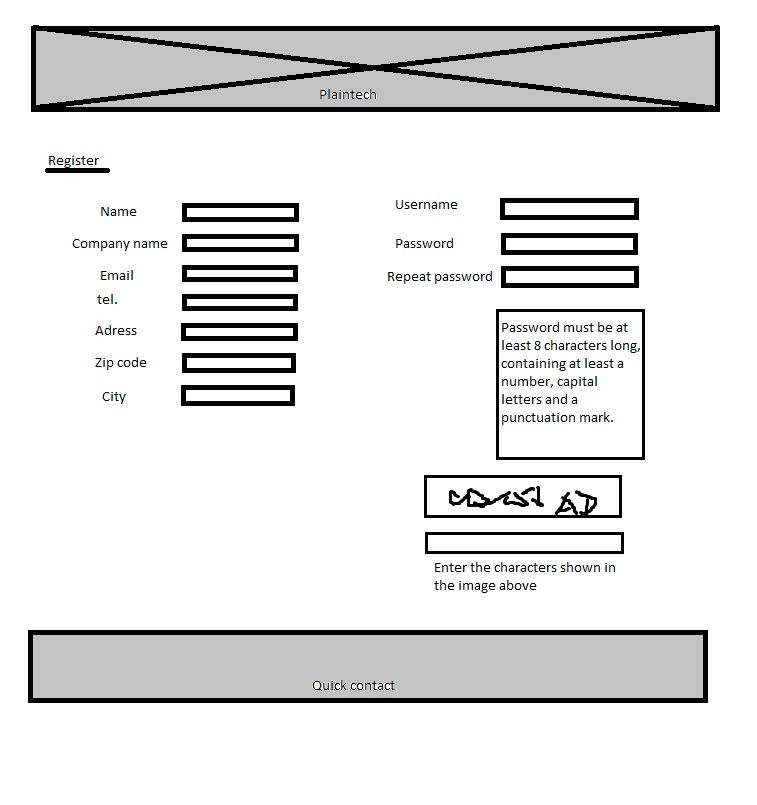 Plaintech
Register
Name
Company name
Email
tel.
Adress
Zip code
City
Username
Password
Repeat password
Password must be at
least 8 characters long,
containing at least a
number, capital
letters and a
punctuation mark.
AD
Enter the characters shown in
the image above
Quick contact